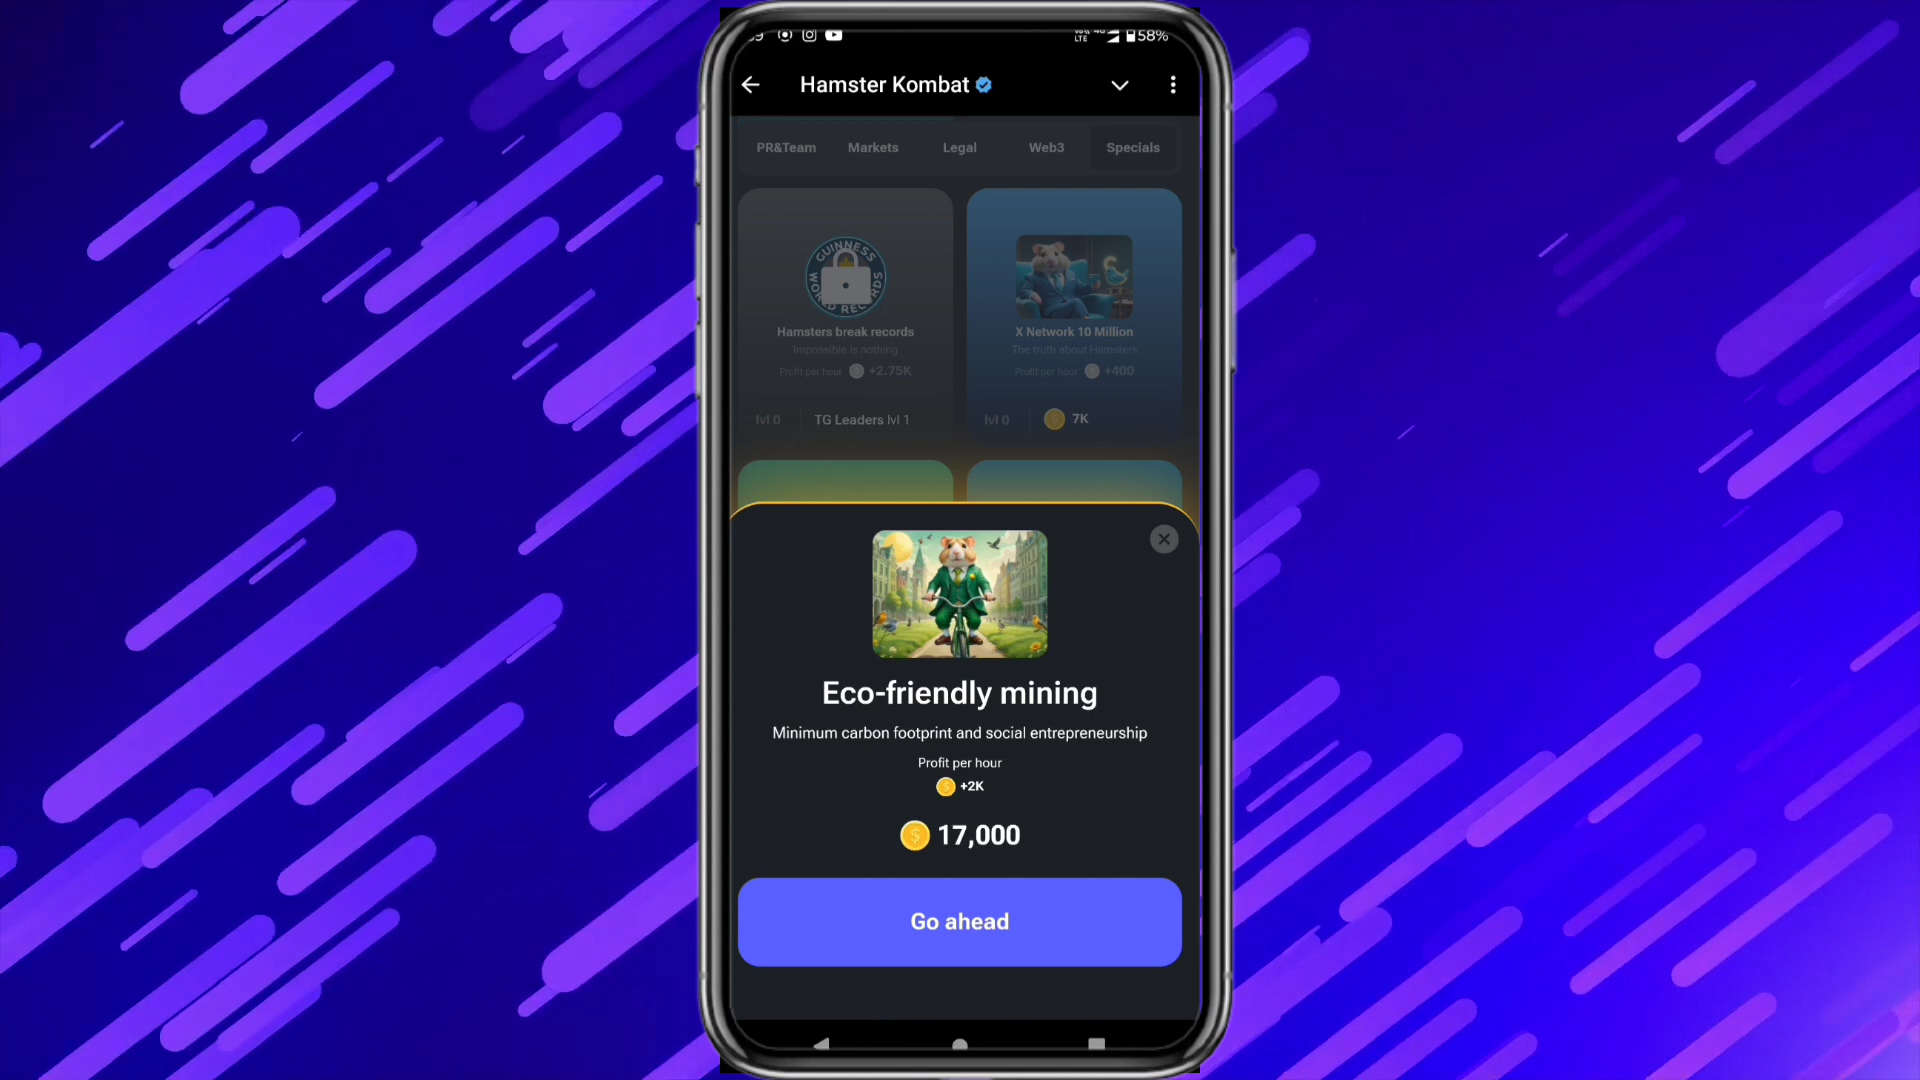 58%
Hamster Kombat
PR&Team Markets Legal Web3 Specials
GUINNESS
WORLD RECORDS
Hamsters break records
Impossible is nothing
Profit per hour +2.75K
lvl 0 TG Leaders lvl 1
X Network 10 Million
The truth about Hamsters
Profit per hour +400
lvl 0 7K
Eco-friendly mining
Minimum carbon footprint and social entrepreneurship
Profit per hour
+2K
17,000
Go ahead